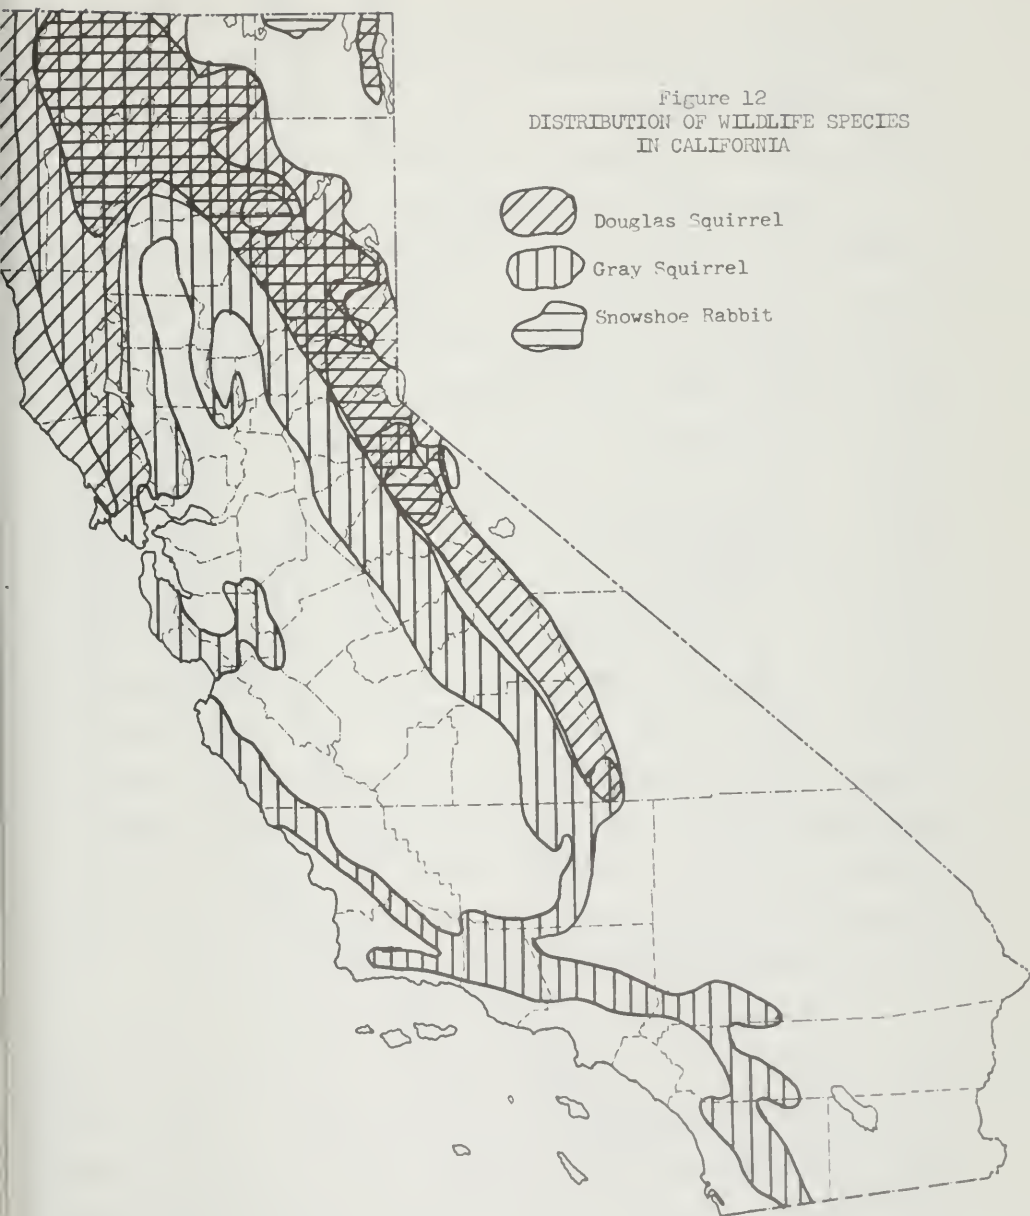 Figure 12
DISTRIBUTION OF WILDLIFE SPECIES
IN CALIFORNIA
Douglas Squirrel
Gray Squirrel
Snowshoe Rabbit